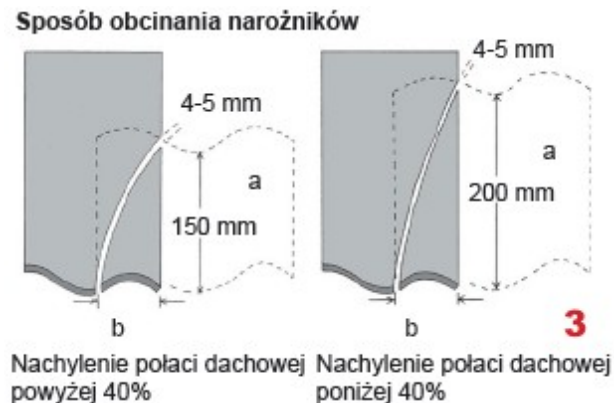 Sposób obcinania narożników
4-5 mm
a
150 mm
b
Nachylenie połaci dachowej
powyżej 40%
4-5 mm
a
200 mm
b
3
Nachylenie połaci dachowej
poniżej 40%